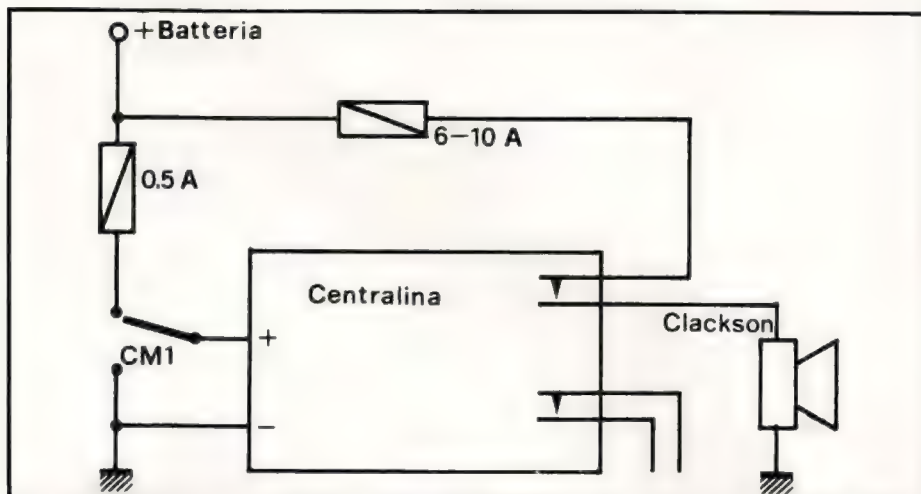 +Batteria
6-10 A
0.5 A
Centralina
Clackson
CM1
+
-